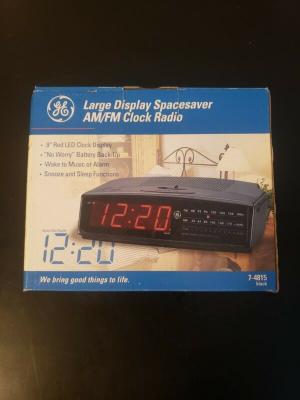 GE
Large Display Spacesaver
AM/FM Clock Radio
• .9" Red LED Clock Display
• "No Worry" Battery Back-Up
• Wake to Music or Alarm
• Snooze and Sleep Functions
12:20
12:20
We bring good things to life.
7-4815
black